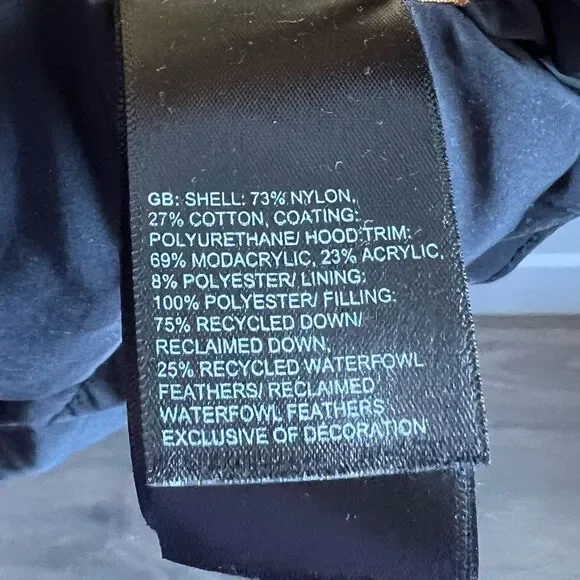 GB: SHELL: 73% NYLON,
27% COTTON, COATING:
POLYURETHANE/ HOOD TRIM:
69% MODACRYLIC, 23% ACRYLIC,
8% POLYESTER/ LINING:
100% POLYESTER/ FILLING:
75% RECYCLED DOWN/
RECLAIMED DOWN,
25% RECYCLED WATERFOWL
FEATHERS/ RECLAIMED
WATERFOWL FEATHERS
EXCLUSIVE OF DECORATION